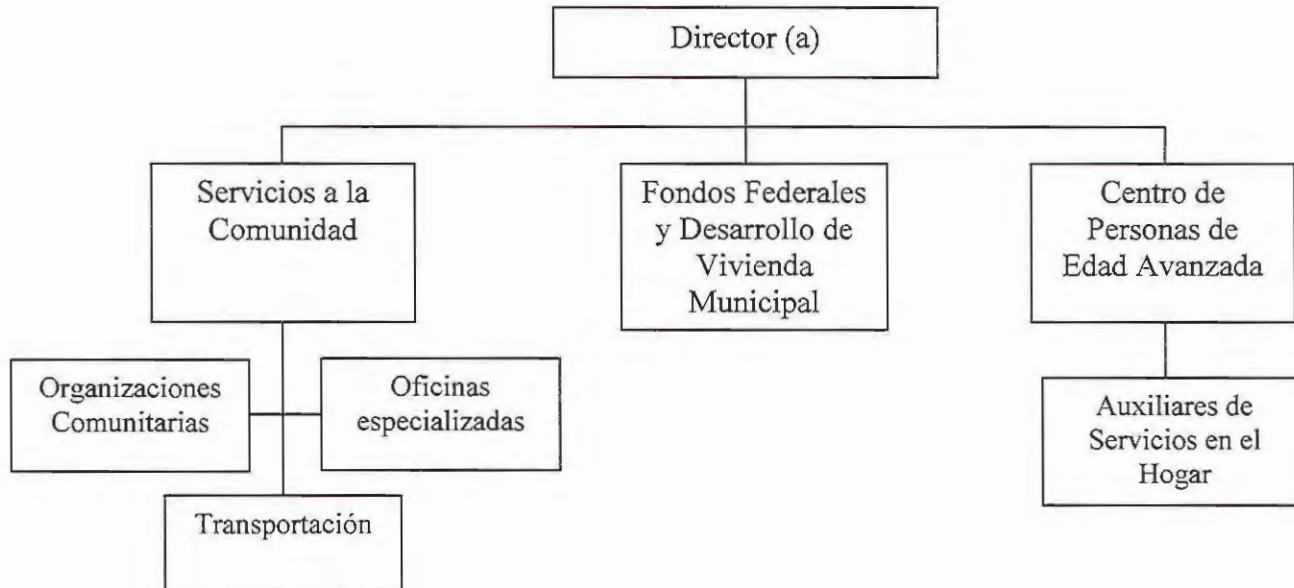 Director (a)
Servicios a la
Comunidad
Fondos Federales
y Desarrollo de
Vivienda
Municipal
Centro de
Personas de
Edad Avanzada
Organizaciones
Comunitarias
Oficinas
especializadas
Auxiliares de
Servicios en el
Hogar
Transportación